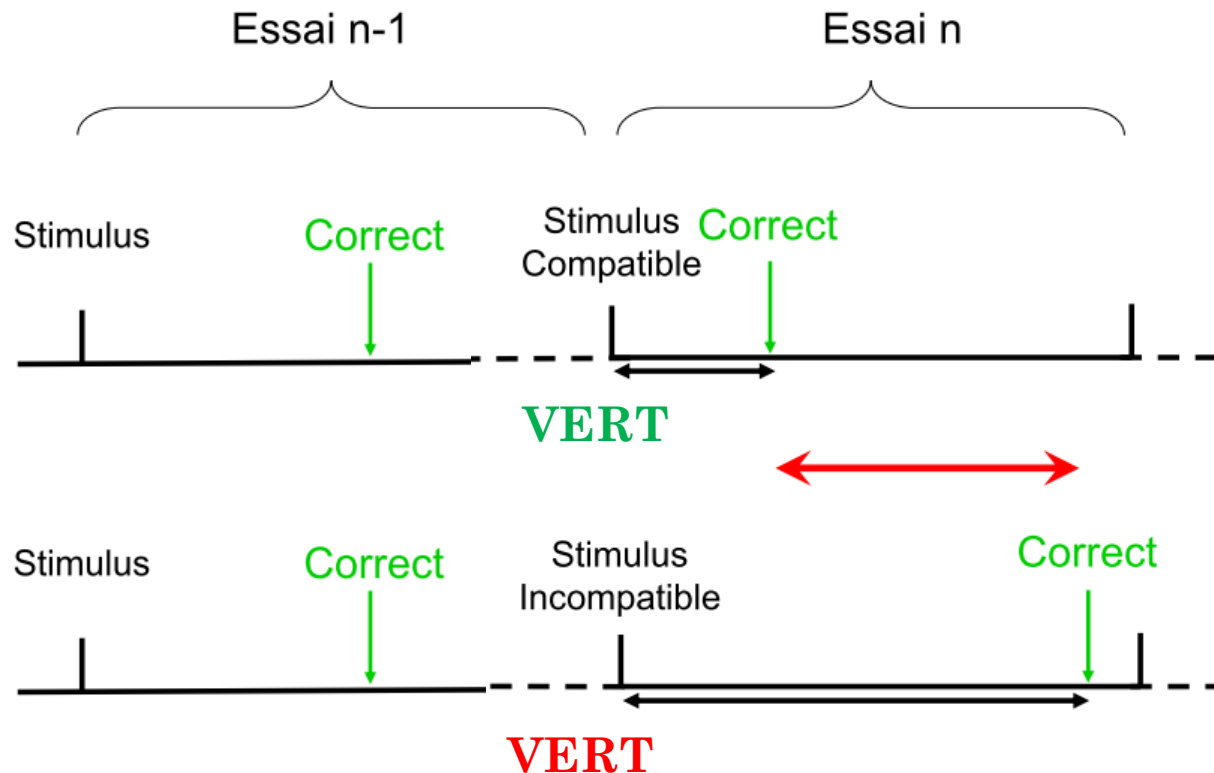 Essai n-1
Essai n
Stimulus
Correct
Stimulus
Compatible
Correct
VERT
Stimulus
Correct
Stimulus
Incompatible
Correct
VERT